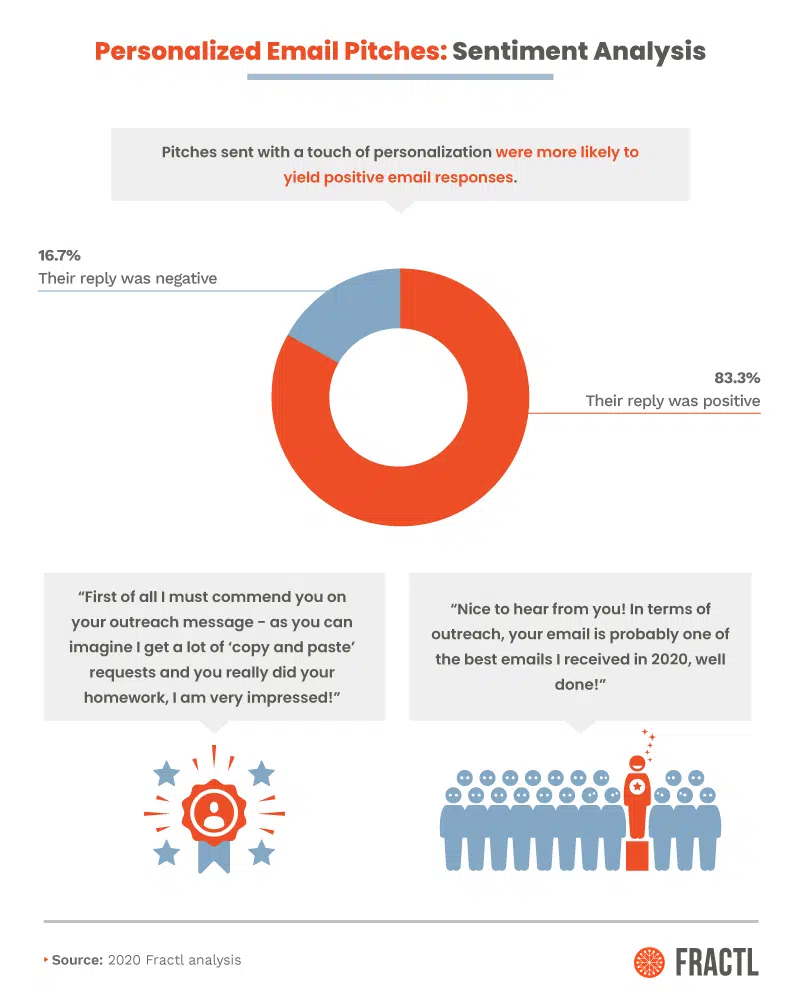 Personalized Email Pitches: Sentiment Analysis
Pitches sent with a touch of personalization were more likely to
yield positive email responses.
16.7%
Their reply was negative
83.3%
Their reply was positive
“First of all I must commend you on
your outreach message - as you can
imagine I get a lot of ‘copy and paste’
requests and you really did your
homework, I am very impressed!”
“Nice to hear from you! In terms of
outreach, your email is probably one of
the best emails I received in 2020, well
done!”
Source: 2020 Fractl analysis
FRACTL